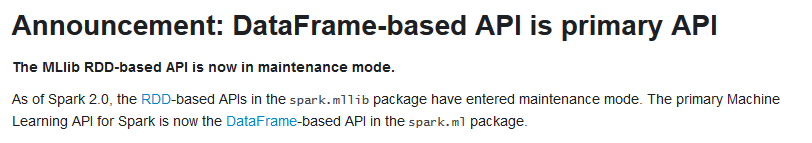 Announcement: DataFrame-based API is primary API
The MLlib RDD-based API is now in maintenance mode.
As of Spark 2.0, the RDD-based APIs in the spark.mllib package have entered maintenance mode. The primary Machine
Learning API for Spark is now the DataFrame-based API in the spark.ml package.